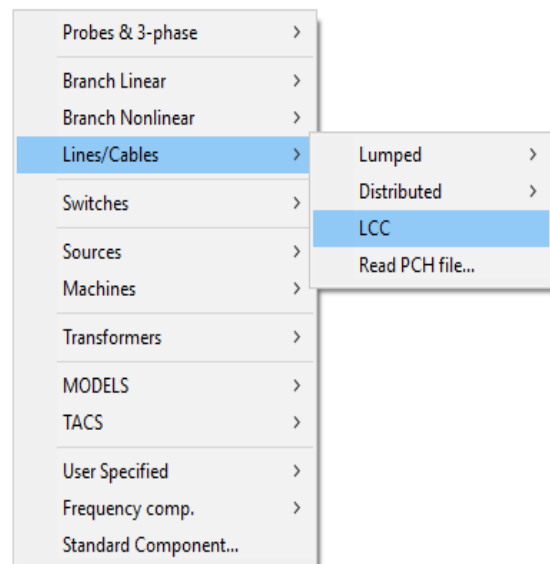 Probes & 3-phase
Branch Linear
Branch Nonlinear
Lines/Cables
Switches
Sources
Machines
Transformers
MODELS
TACS
User Specified
Frequency comp.
Standard Component...
Lumped
Distributed
LCC
Read PCH file...